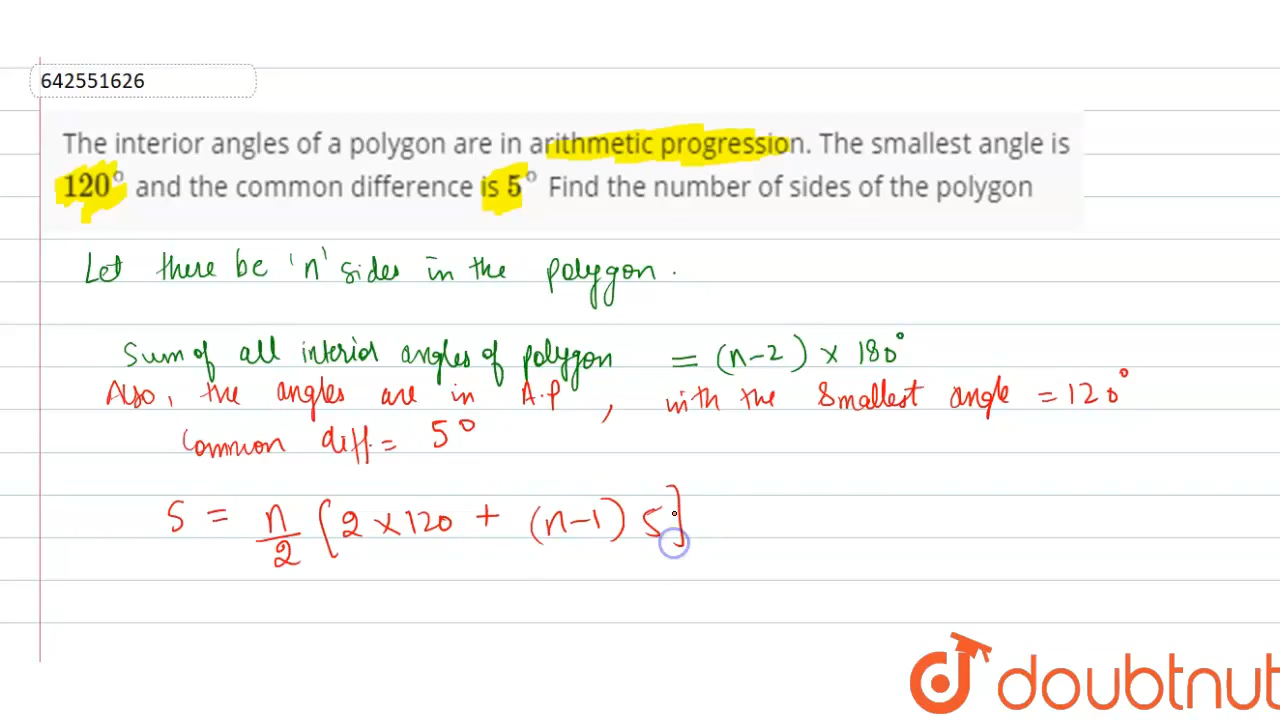 642551626
The interior angles of a polygon are in arithmetic progression. The smallest angle is
120° and the common difference is 5° Find the number of sides of the polygon
Let there be 'n' sides in the polygon.
Sum of all interior angles of polygon = (n-2) × 180°
Also, the angles are in A.P , with the smallest angle = 120°
Common diff. = 5°
S = n/2 [2 × 120 + (n-1) 5]
doubtnut